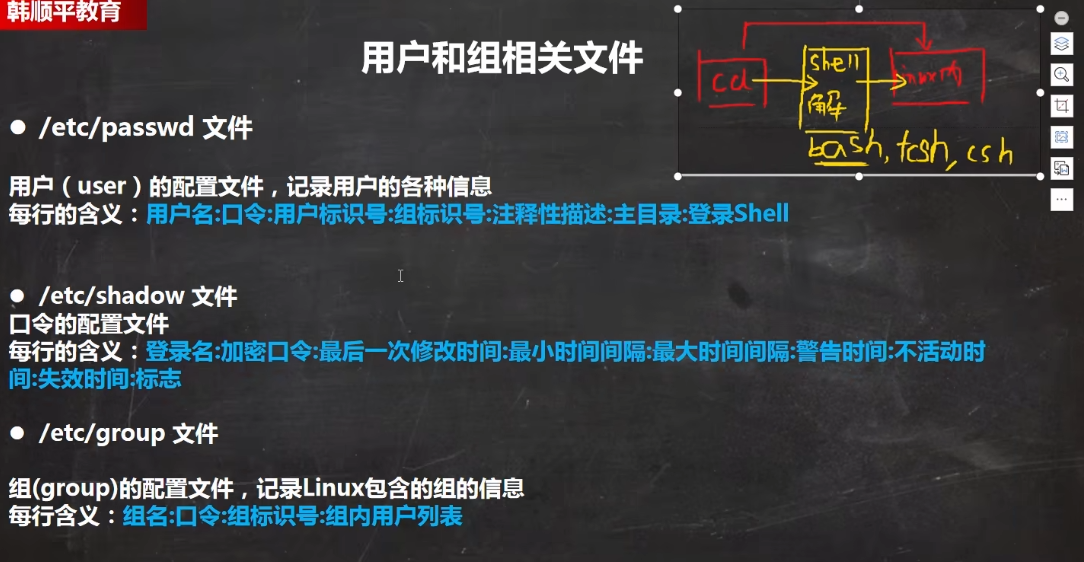 韩顺平教育
用户和组相关文件
cd
shell
解
bash, tcsh, csh
● /etc/passwd 文件
用户（user）的配置文件，记录用户的各种信息
每行的含义：用户名:口令:用户标识号:组标识号:注释性描述:主目录:登录Shell
● /etc/shadow 文件
口令的配置文件
每行的含义：登录名:加密口令:最后一次修改时间:最小时间间隔:最大时间间隔:警告时间:不活动时
间:失效时间:标志
● /etc/group 文件
组(group)的配置文件，记录Linux包含的组的信息
每行含义：组名:口令:组标识号:组内用户列表